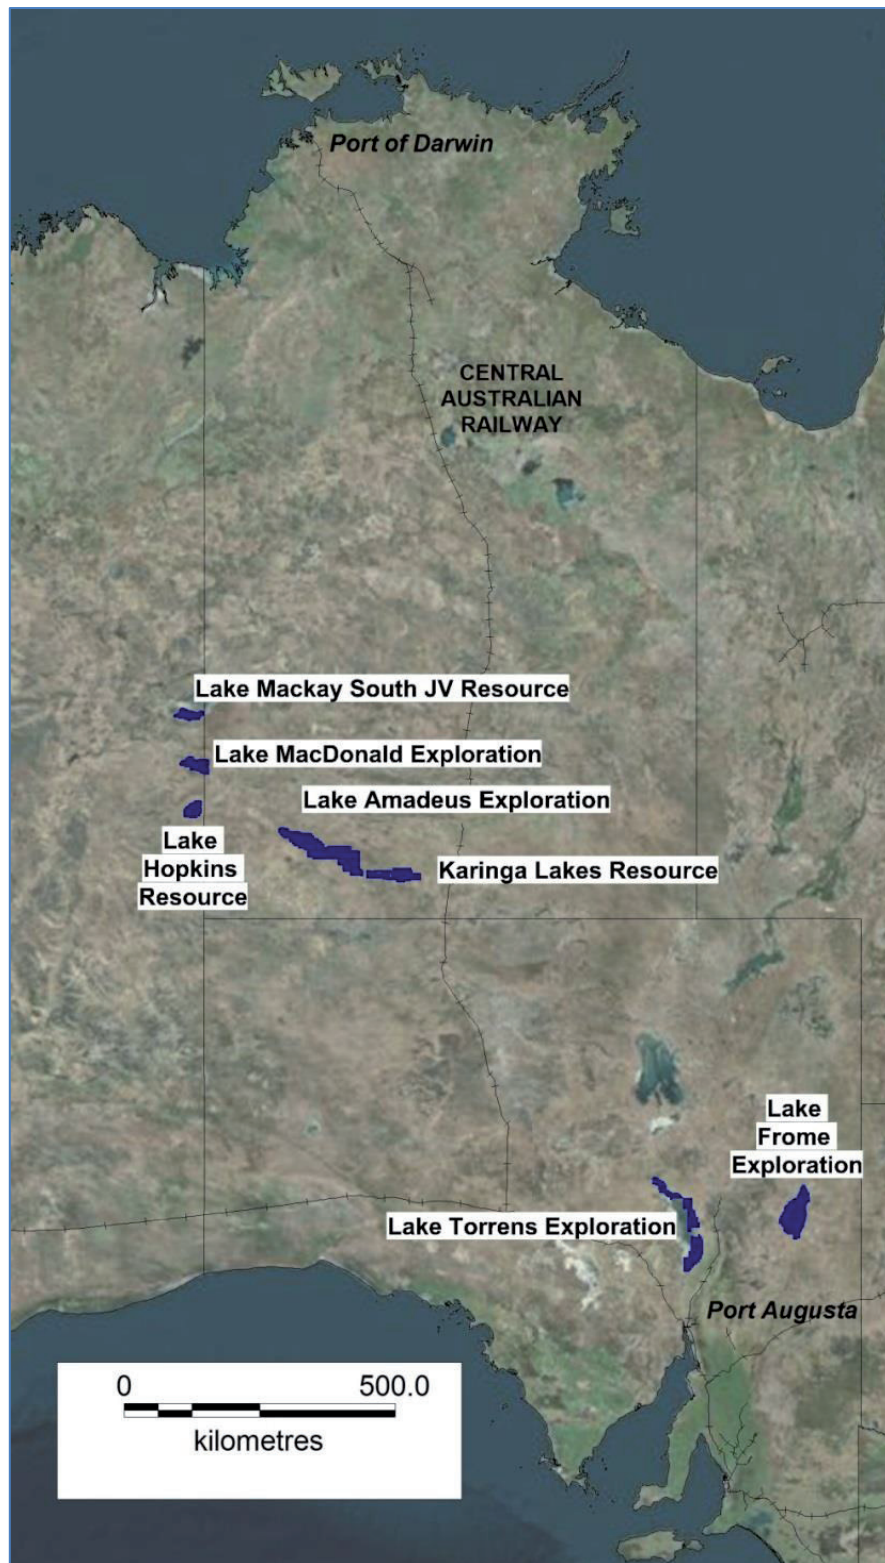 Port of Darwin
CENTRAL
AUSTRALIAN
RAILWAY
Lake Mackay South JV Resource
Lake MacDonald Exploration
Lake Amadeus Exploration
Lake
Hopkins
Resource
Karinga Lakes Resource
Lake
Frome
Exploration
Lake Torrens Exploration
Port Augusta
0 500.0
kilometres